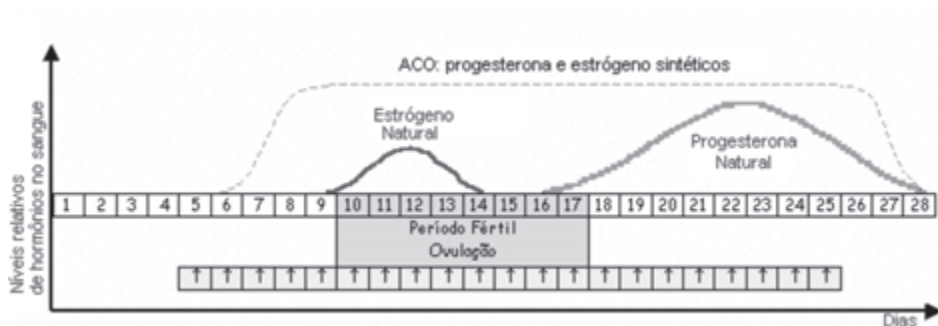 ACO: progesterona e estrógeno sintéticos
Estrógeno
Natural
Progesterona
Natural
Níveis relativos
de hormônios no sangue
1 2 3 4 5 6 7 8 9 10 11 12 13 14 15 16 17 18 19 20 21 22 23 24 25 26 27 28
Período Fértil
Ovulação
Dias